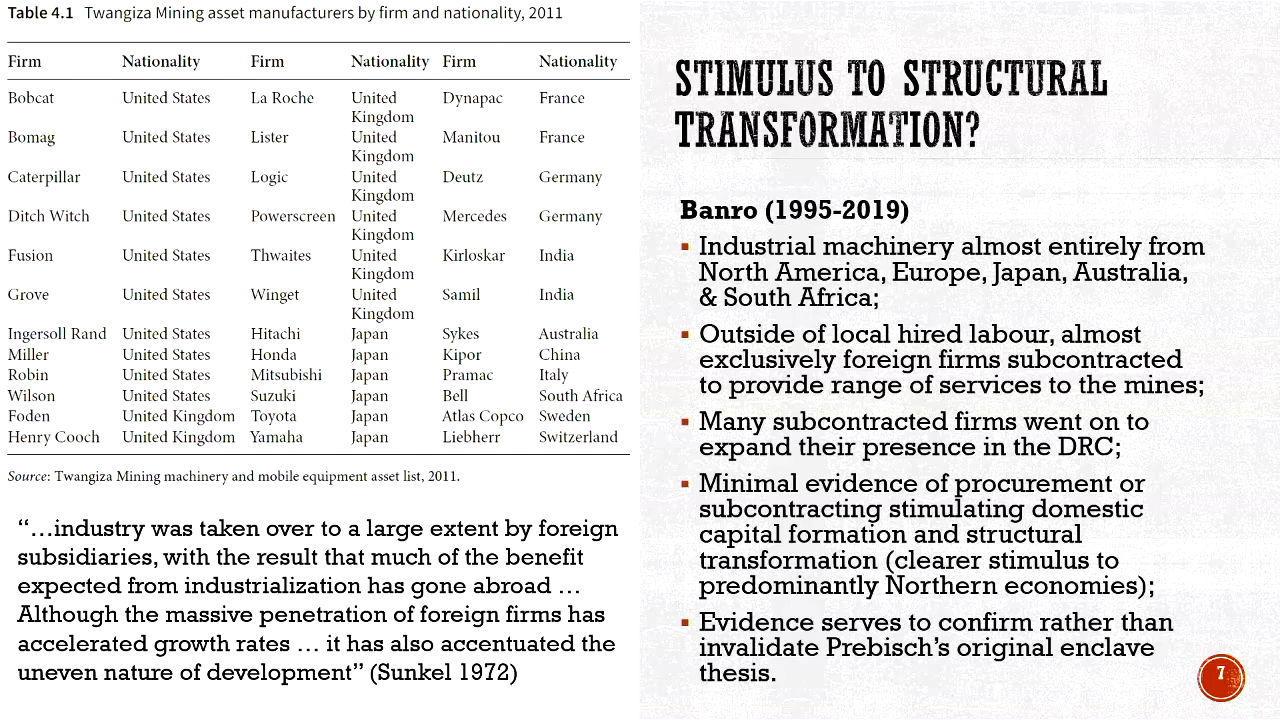 Table 4.1 Twangiza Mining asset manufacturers by firm and nationality, 2011
Firm Nationality Firm Nationality Firm Nationality
Bobcat United States La Roche United Dynapac France
Kingdom
Bomag United States Lister United Manitou France
Kingdom
Caterpillar United States Logic United Deutz Germany
Kingdom
Ditch Witch United States Powerscreen United Mercedes Germany
Kingdom
Fusion United States Thwaites United Kirloskar India
Kingdom
Grove United States Winget United Samil India
Kingdom
Ingersoll Rand United States Hitachi Japan Sykes Australia
Miller United States Honda Japan Kipor China
Robin United States Mitsubishi Japan Pramac Italy
Wilson United States Suzuki Japan Bell South Africa
Foden United Kingdom Toyota Japan Atlas Copco Sweden
Henry Cooch United Kingdom Yamaha Japan Liebherr Switzerland
Source: Twangiza Mining machinery and mobile equipment asset list, 2011.
“…industry was taken over to a large extent by foreign
subsidiaries, with the result that much of the benefit
expected from industrialization has gone abroad …
Although the massive penetration of foreign firms has
accelerated growth rates … it has also accentuated the
uneven nature of development” (Sunkel 1972)
STIMULUS TO STRUCTURAL
TRANSFORMATION?
Banro (1995-2019)
▪ Industrial machinery almost entirely from
North America, Europe, Japan, Australia,
& South Africa;
▪ Outside of local hired labour, almost
exclusively foreign firms subcontracted
to provide range of services to the mines;
▪ Many subcontracted firms went on to
expand their presence in the DRC;
▪ Minimal evidence of procurement or
subcontracting stimulating domestic
capital formation and structural
transformation (clearer stimulus to
predominantly Northern economies);
▪ Evidence serves to confirm rather than
invalidate Prebisch’s original enclave
thesis.
7